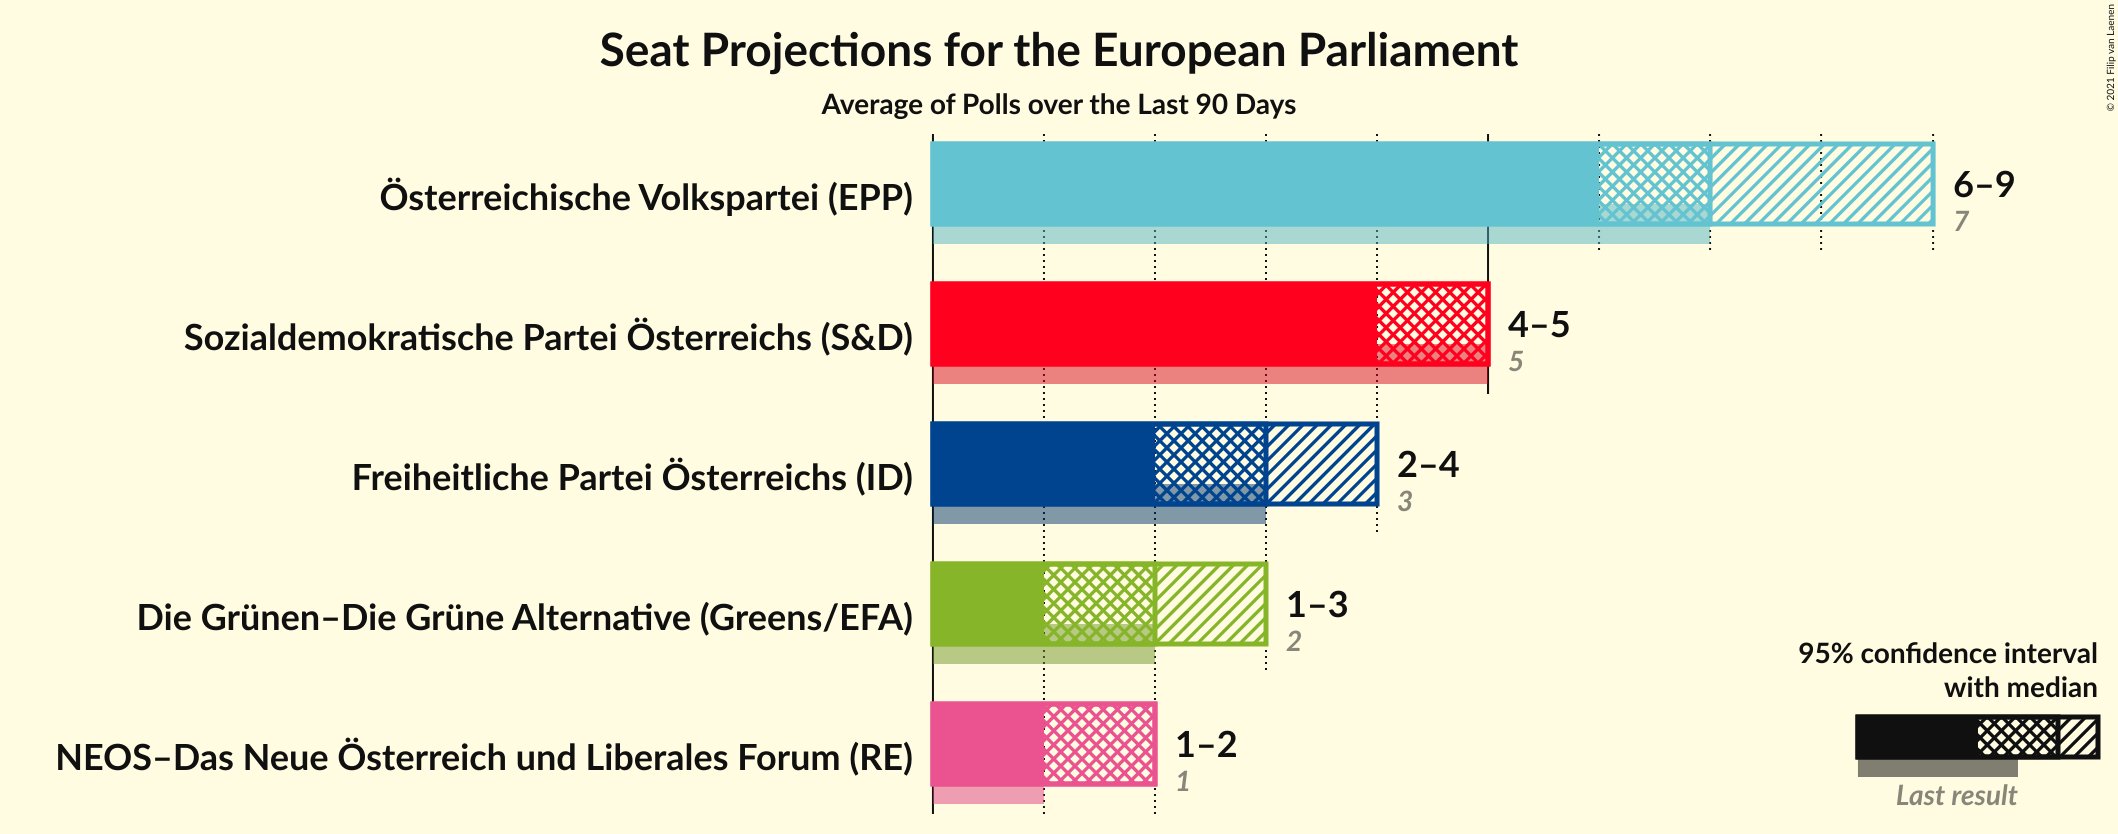 Seat Projections for the European Parliament
Average of Polls over the Last 90 Days
© 2021 Filip van Laenen
Österreichische Volkspartei (EPP)
6–9
7
Sozialdemokratische Partei Österreichs (S&D)
4–5
5
Freiheitliche Partei Österreichs (ID)
2–4
3
Die Grünen–Die Grüne Alternative (Greens/EFA)
1–3
2
NEOS–Das Neue Österreich und Liberales Forum (RE)
1–2
1
95% confidence interval
with median
Last result